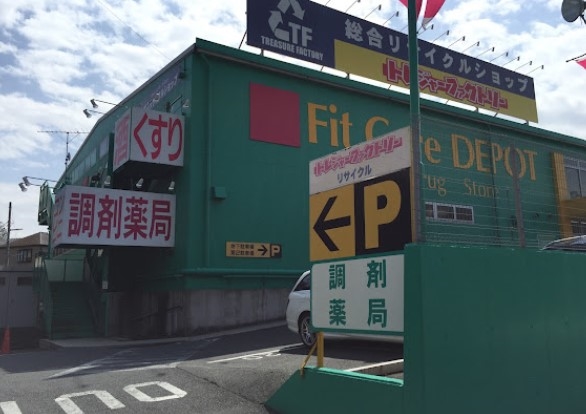 TF
TREASURE FACTORY
総合リサイクルショップ
トレジャーファクトリー
くすり
調剤薬局
Fit Care DEPOT
Drug Store
トレジャーファクトリー
リサイクル
←P
調剤
薬局
→P